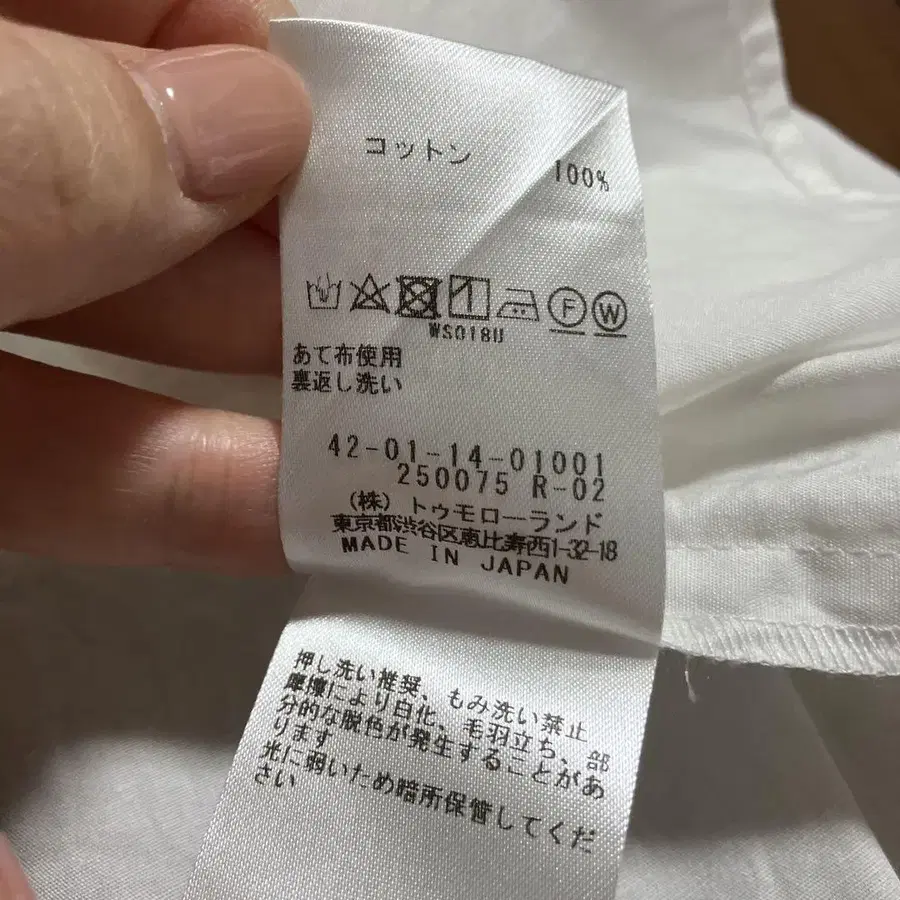 コットン 100%
F W
WS018U
あて布使用
裏返し洗い
42-01-14-01001
250075 R-02
(株) トゥモローランド
東京都渋谷区恵比寿西1-32-18
MADE IN JAPAN
押し洗い推奨、もみ洗い禁止
摩擦により白化、毛羽立ち、部
分的な脱色が発生することがあ
ります
光に弱いため暗所保管してくだ
さい